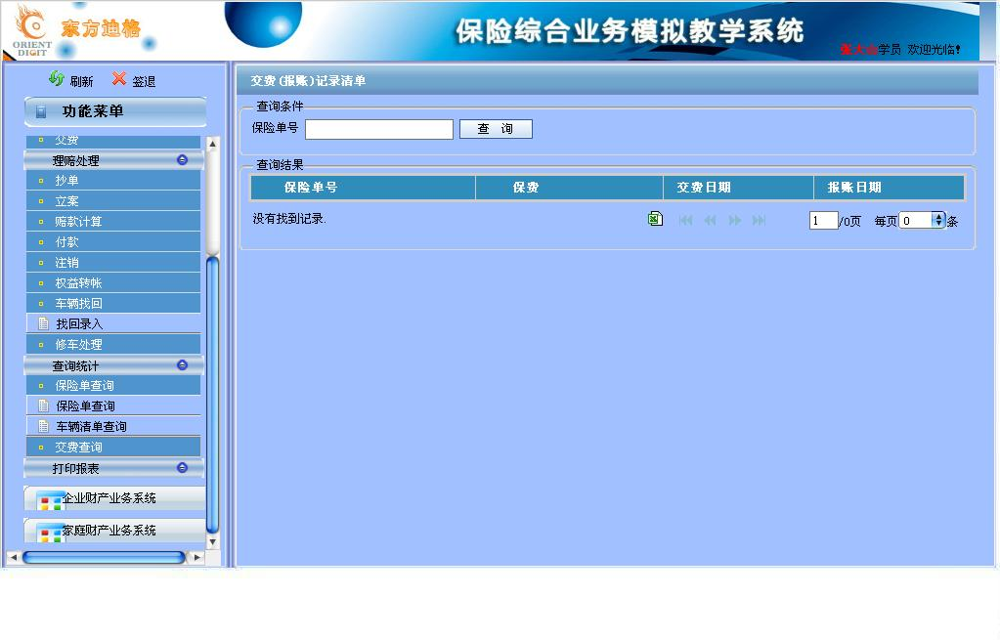 东方迪格
ORIENT
DIGIT
保险综合业务模拟教学系统
张大山学员 欢迎光临!
刷新 签退
功能菜单
交费
理赔处理
抄单
立案
赔款计算
付款
注销
权益转帐
车辆找回
找回录入
修车处理
查询统计
保险单查询
保险单查询
车辆清单查询
交费查询
打印报表
企业财产业务系统
家庭财产业务系统
交费(报账)记录清单
查询条件
保险单号 查 询
查询结果
保险单号 保费 交费日期 报账日期
没有找到记录. 1 /0页 每页 0 条